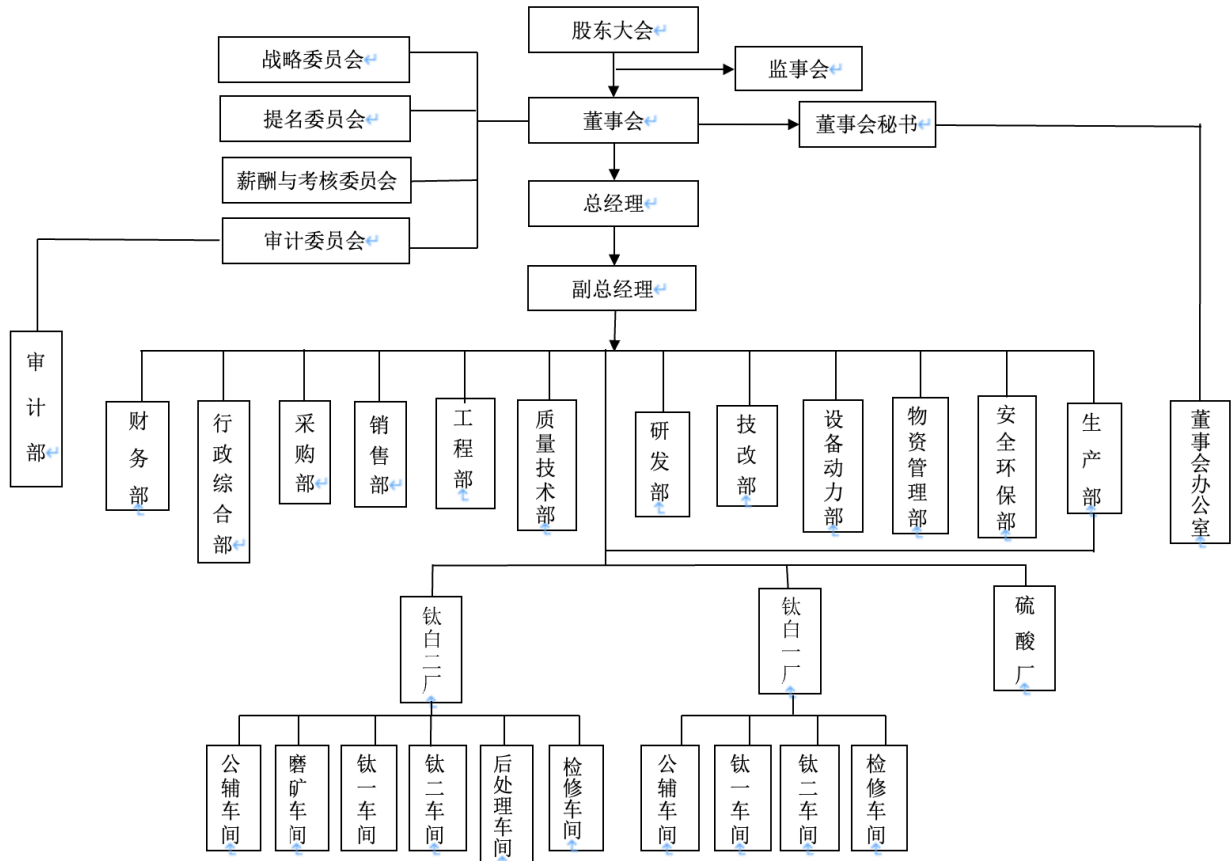 股东大会
战略委员会
监事会
提名委员会
董事会
董事会秘书
薪酬与考核委员会
总经理
审计委员会
副总经理
审计部
财务部
行政综合部
采购部
销售部
工程部
质量技术部
研发部
技改部
设备动力部
物资管理部
安全环保部
生产部
董事会办公室
钛白二厂
钛白一厂
硫酸厂
公辅车间
磨矿车间
钛一车间
钛二车间
后处理车间
检修车间
公辅车间
钛一车间
钛二车间
检修车间